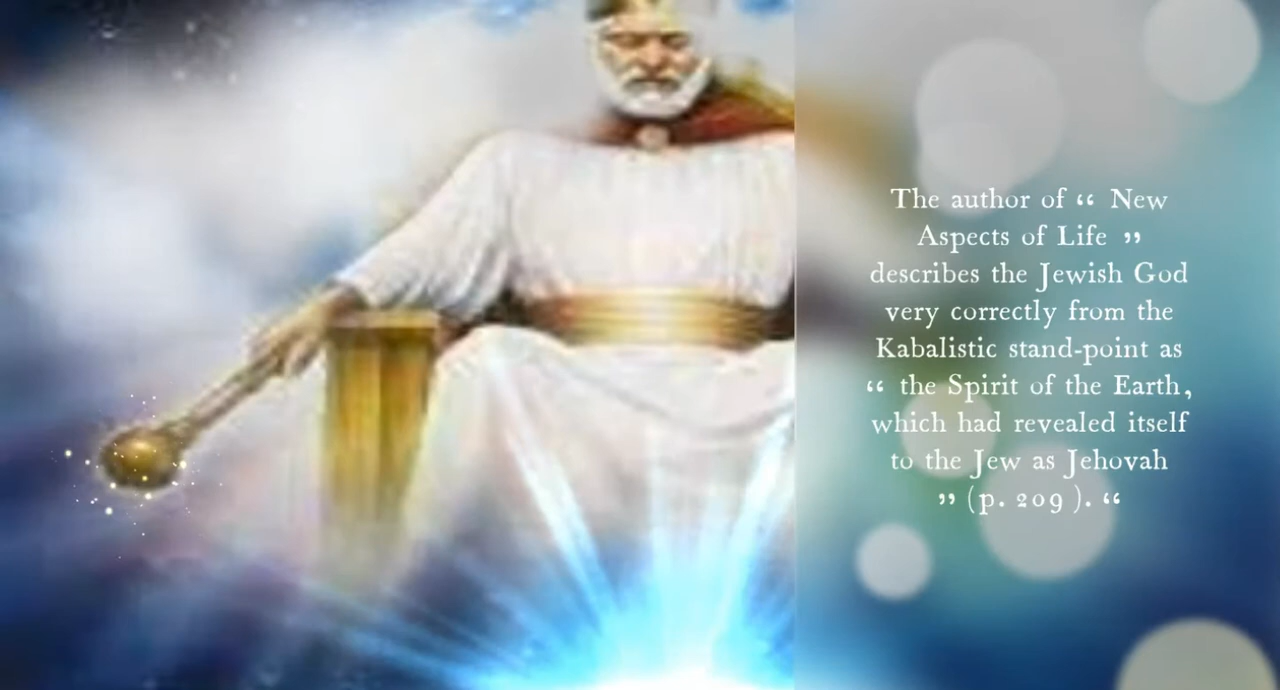 The author of “ New
Aspects of Life ”
describes the Jewish God
very correctly from the
Kabalistic stand-point as
“ the Spirit of the Earth,
which had revealed itself
to the Jew as Jehovah
” (p. 209 ). “